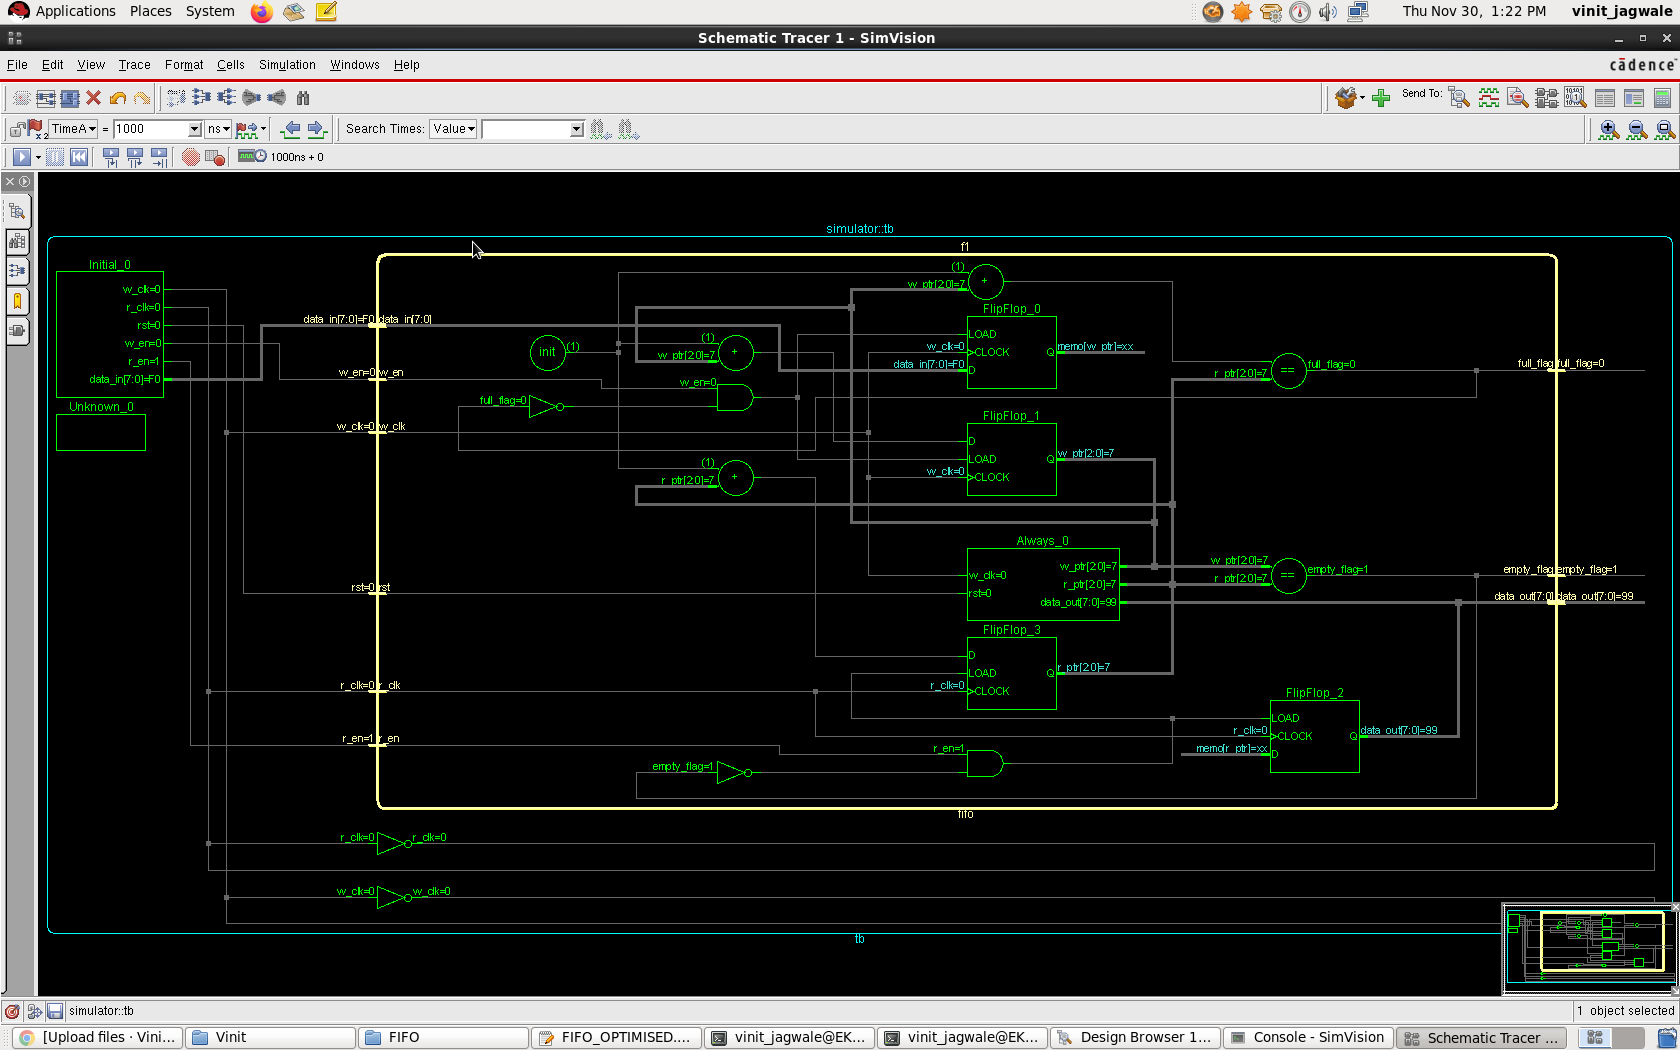 Applications Places System Thu Nov 30, 1:22 PM vinit_jagwale
Schematic Tracer 1 - SimVision
File Edit View Trace Format Cells Simulation Windows Help cādence
Send To:
TimeA = 1000 ns Search Times: Value
1000ns + 0
simulator::tb
f1
Initial_0
w_clk=0
r_clk=0
rst=0
w_en=0
r_en=1
data_in[7:0]=F0
Unknown_0
data_in[7:0]=F0 data_in[7:0]
w_en=0 w_en
w_clk=0 w_clk
rst=0 rst
r_clk=0 r_clk
r_en=1 r_en
init (1)
(1)
w_ptr[2:0]=7 +
(1)
w_ptr[2:0]=7 +
w_en=0
full_flag=0
(1)
r_ptr[2:0]=7 +
FlipFlop_0
LOAD
w_clk=0 CLOCK Q memo[w_ptr]=xx
data_in[7:0]=F0 D
r_ptr[2:0]=7 == full_flag=0
full_flag full_flag=0
FlipFlop_1
D
LOAD Q w_ptr[2:0]=7
w_clk=0 CLOCK
Always_0
w_clk=0 w_ptr[2:0]=7
rst=0 r_ptr[2:0]=7
data_out[7:0]=99
w_ptr[2:0]=7
r_ptr[2:0]=7 == empty_flag=1
empty_flag empty_flag=1
data_out[7:0] data_out[7:0]=99
FlipFlop_3
D
LOAD Q r_ptr[2:0]=7
r_clk=0 CLOCK
FlipFlop_2
LOAD
r_clk=0 CLOCK Q data_out[7:0]=99
memo[r_ptr]=xx D
r_en=1
empty_flag=1
fifo
r_clk=0 r_clk=0
w_clk=0 w_clk=0
tb
simulator::tb 1 object selected
[Upload files · Vini... Vinit FIFO FIFO_OPTIMISED.... vinit_jagwale@EK... vinit_jagwale@EK... Design Browser 1... Console - SimVision Schematic Tracer ...